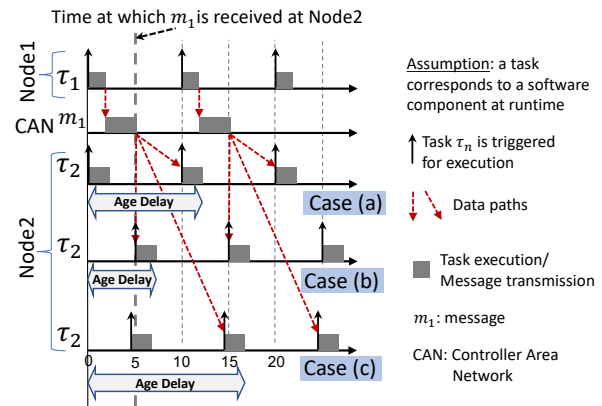 Time at which m₁ is received at Node2
Node1
τ₁
CAN m₁
Node2
τ₂
Age Delay
Case (a)
τ₂
Age Delay
Case (b)
τ₂
0 5 10 15 20 25
Age Delay
Case (c)
Assumption: a task
corresponds to a software
component at runtime
Task τₙ is triggered
for execution
Data paths
Task execution/
Message transmission
m₁: message
CAN: Controller Area
Network